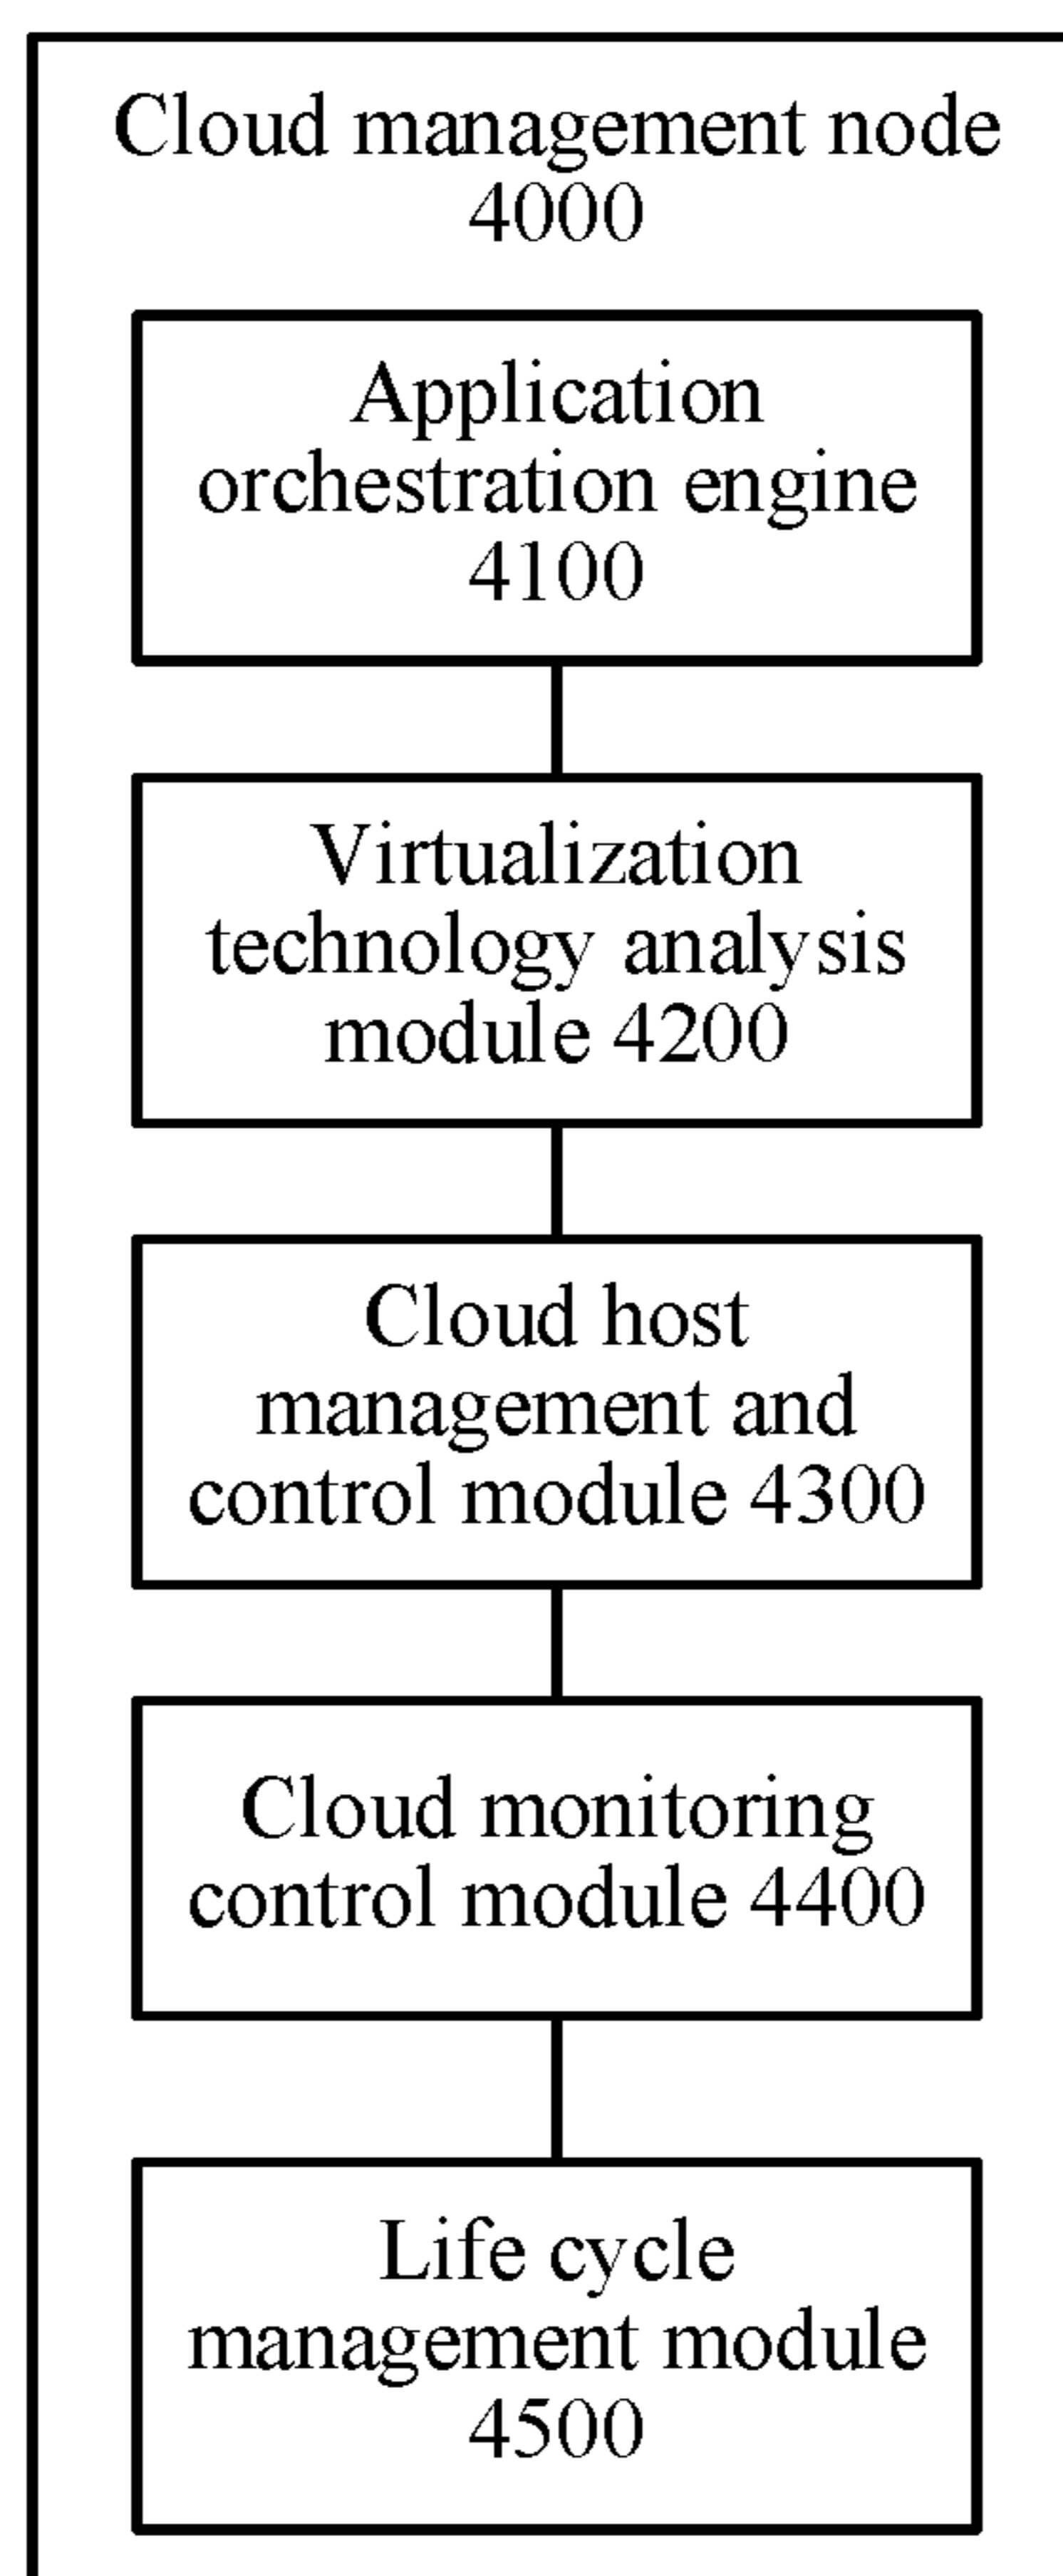 Cloud management node
4000
Application
orchestration engine
4100
Virtualization
technology analysis
module 4200
Cloud host
management and
control module 4300
Cloud monitoring
control module 4400
Life cycle
management module
4500